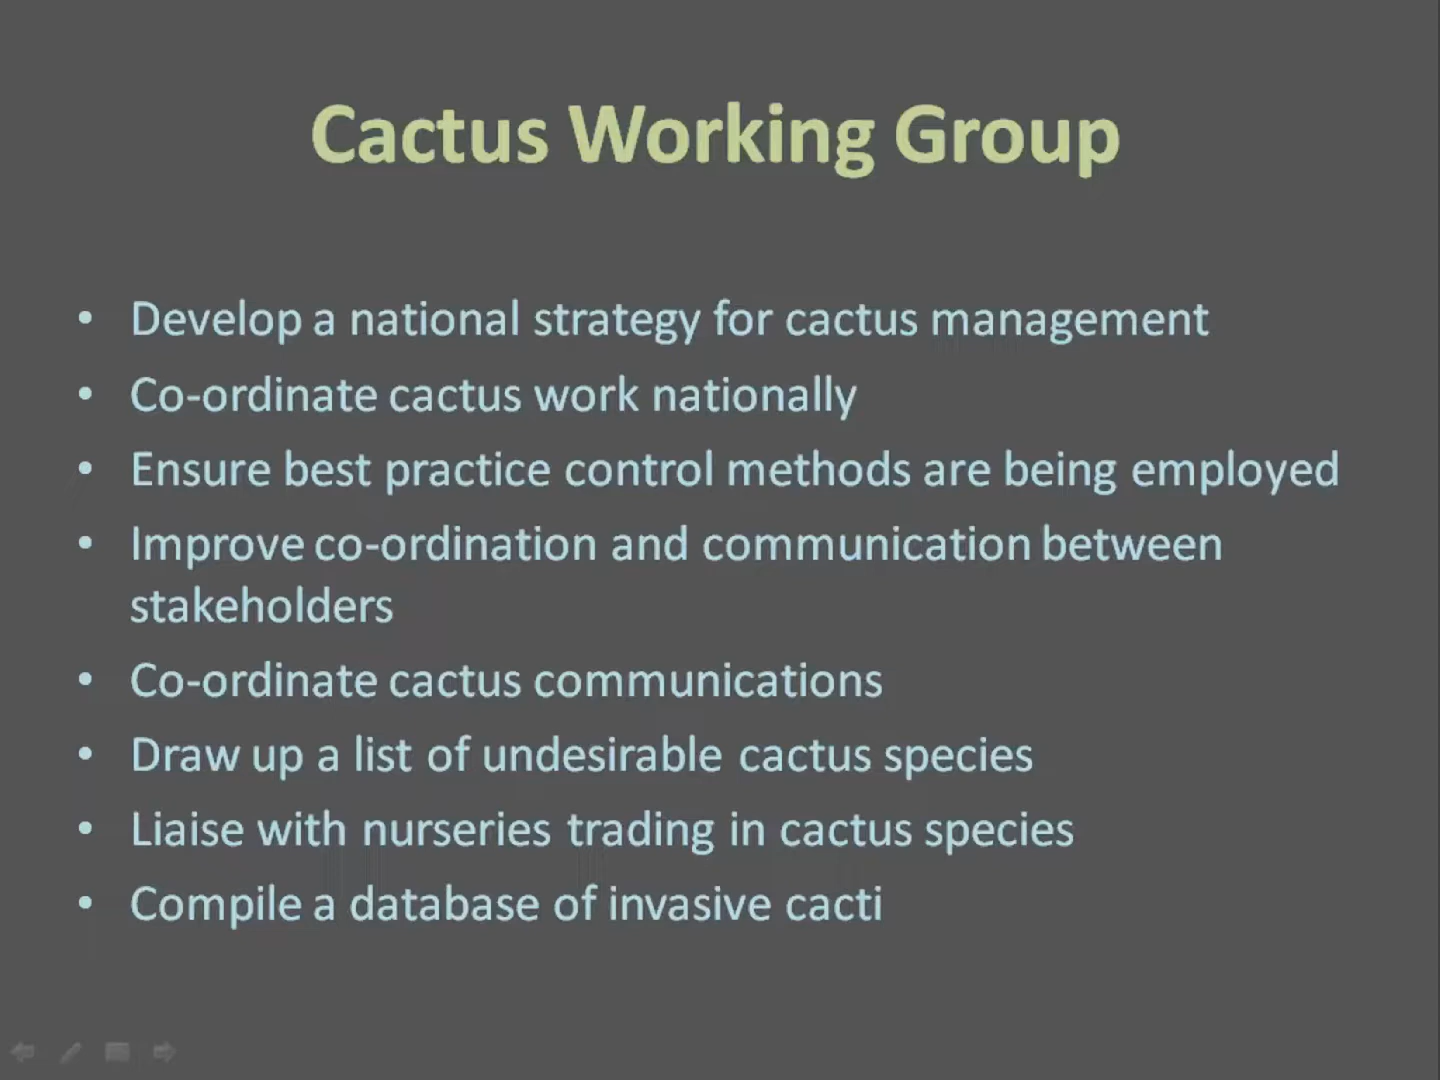 Cactus Working Group
• Develop a national strategy for cactus management
• Co-ordinate cactus work nationally
• Ensure best practice control methods are being employed
• Improve co-ordination and communication between
stakeholders
• Co-ordinate cactus communications
• Draw up a list of undesirable cactus species
• Liaise with nurseries trading in cactus species
• Compile a database of invasive cacti